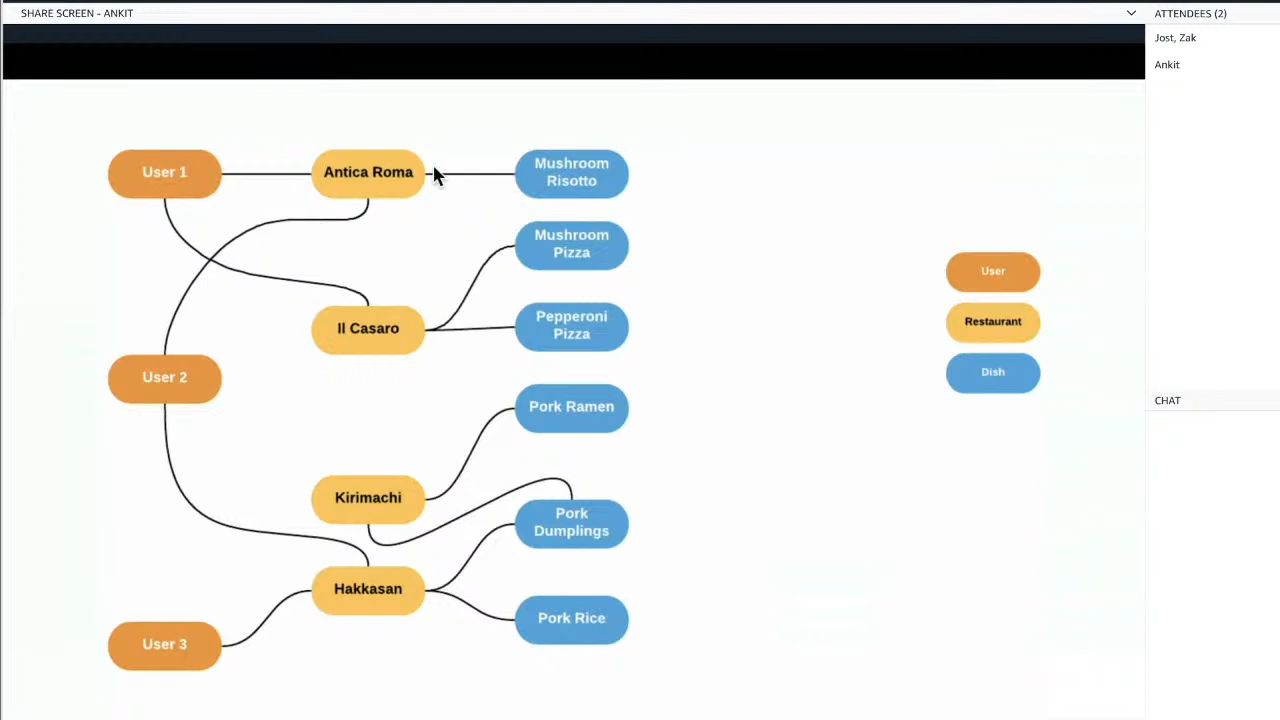 SHARE SCREEN - ANKIT
ATTENDEES (2)
Jost, Zak
Ankit
User 1
Antica Roma
Mushroom
Risotto
Mushroom
Pizza
Il Casaro
Pepperoni
Pizza
User 2
Pork Ramen
Kirimachi
Pork
Dumplings
Hakkasan
Pork Rice
User 3
User
Restaurant
Dish
CHAT